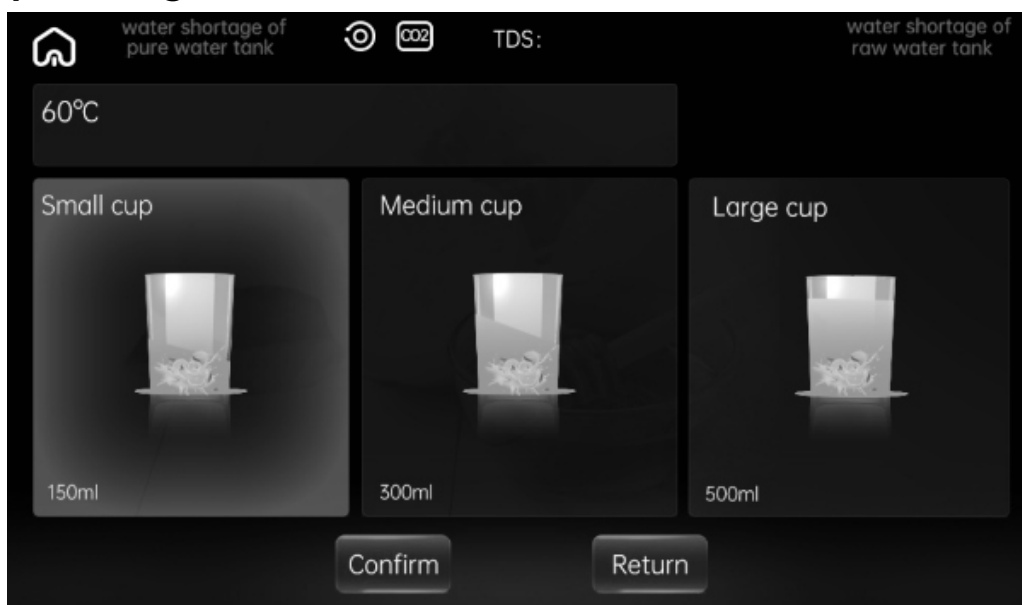 water shortage of
pure water tank
CO2
TDS:
water shortage of
raw water tank
60°C
Small cup
Medium cup
Large cup
150ml
300ml
500ml
Confirm
Return